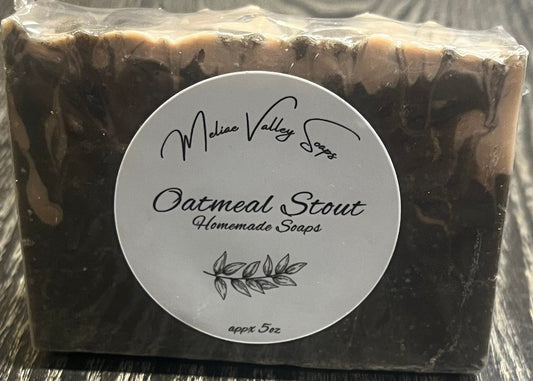 Meliae Valley Soaps
Oatmeal Stout
Homemade Soaps
appx 5oz